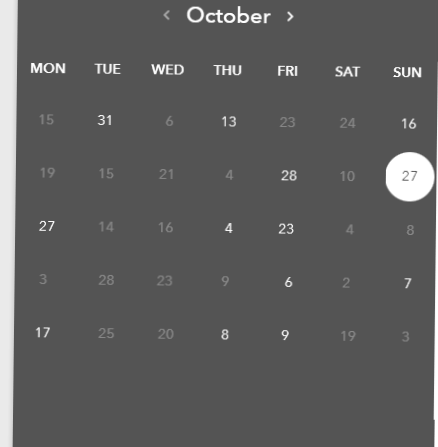 ‹ October ›
MON TUE WED THU FRI SAT SUN
15 31 6 13 23 24 16
19 15 21 4 28 10 27
27 14 16 4 23 4 8
3 28 23 9 6 2 7
17 25 20 8 9 19 3